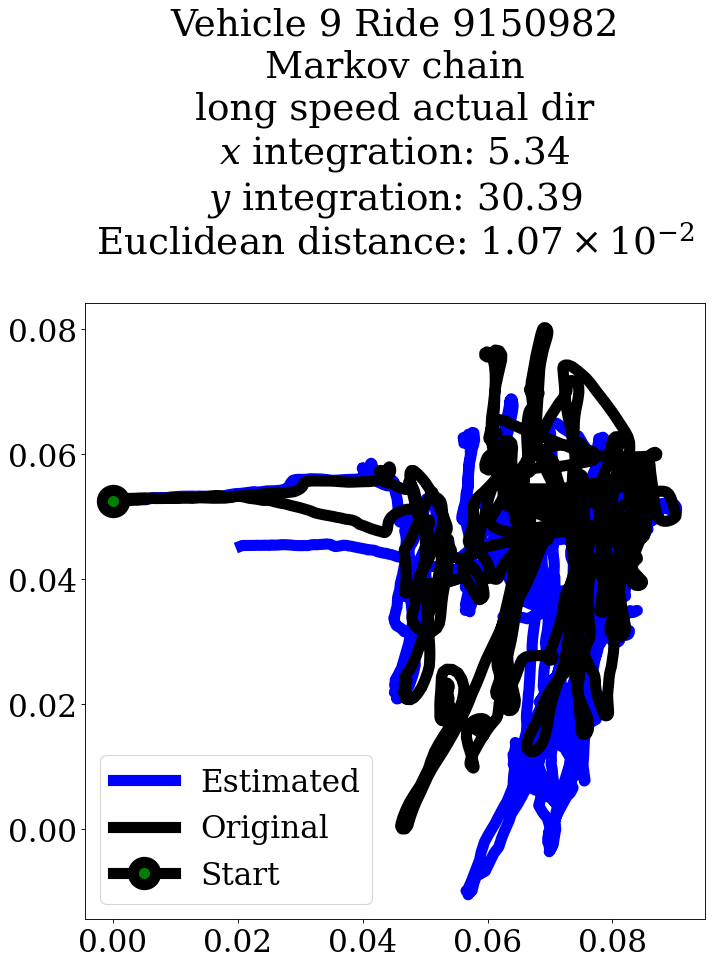 Vehicle 9 Ride 9150982
Markov chain
long speed actual dir
x integration: 5.34
y integration: 30.39
Euclidean distance: 1.07 × 10⁻²
0.08
0.06
0.04
0.02
0.00
Estimated
Original
Start
0.00 0.02 0.04 0.06 0.08